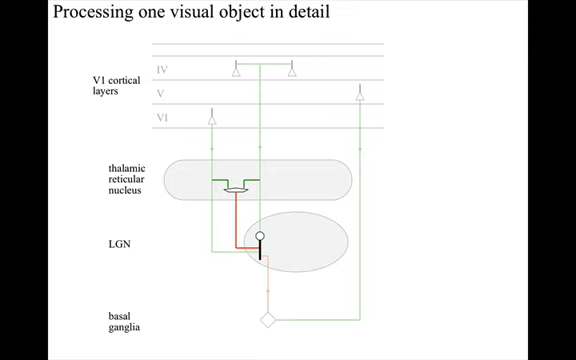 Processing one visual object in detail
IV
V1 cortical
layers
V
VI
thalamic
reticular
nucleus
LGN
basal
ganglia